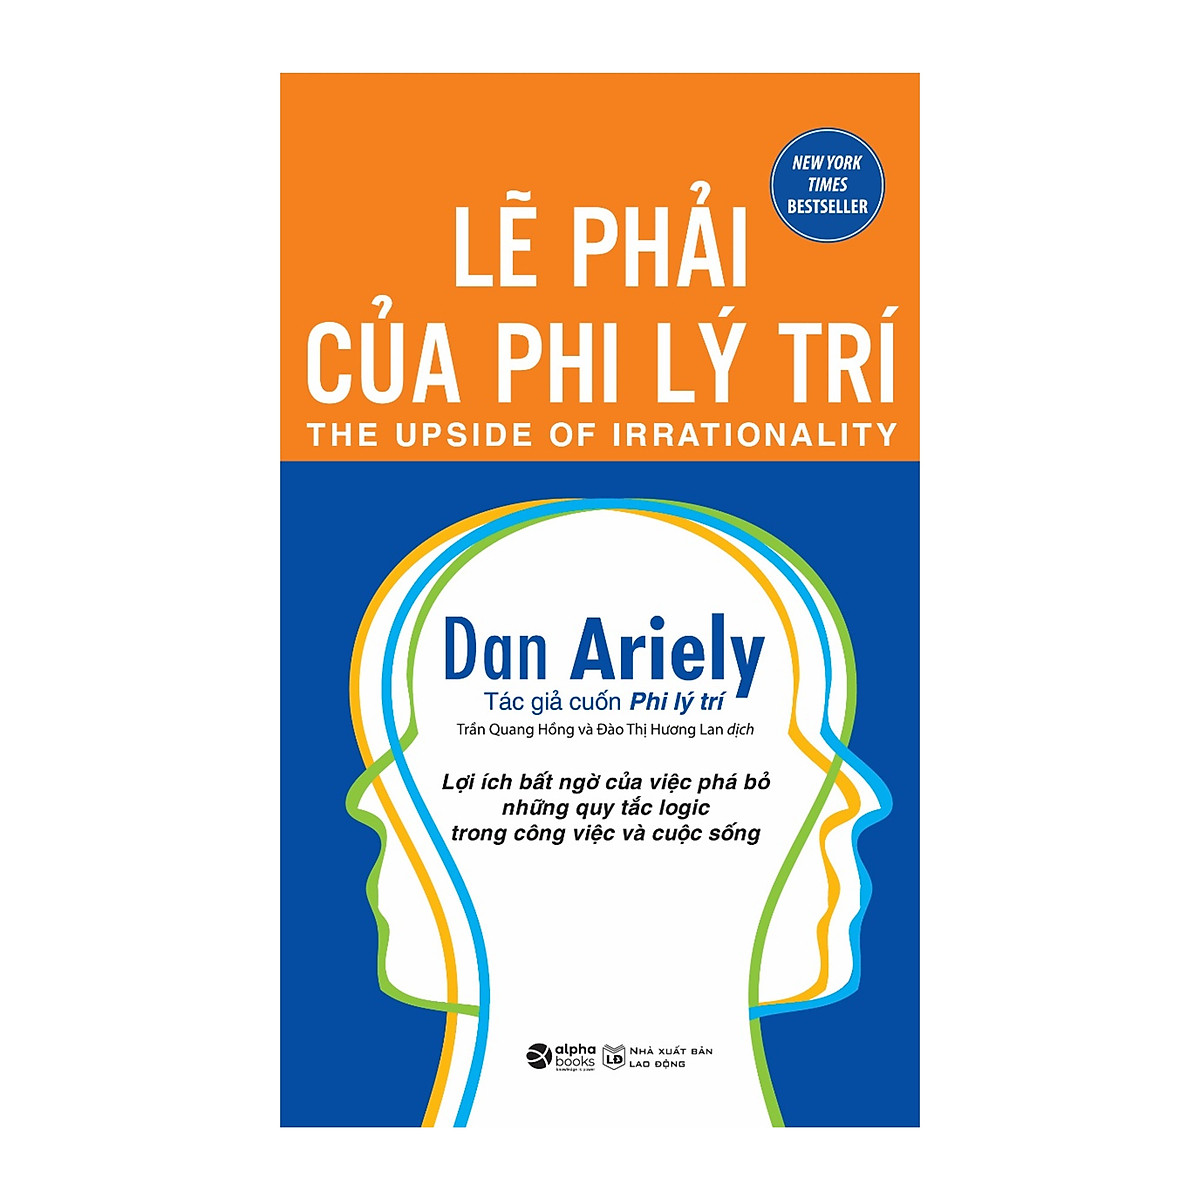 NEW YORK
TIMES
BESTSELLER
LẼ PHẢI
CỦA PHI LÝ TRÍ
THE UPSIDE OF IRRATIONALITY
Dan Ariely
Tác giả cuốn Phi lý trí
Trần Quang Hồng và Đào Thị Hương Lan dịch
Lợi ích bất ngờ của việc phá bỏ
những quy tắc logic
trong công việc và cuộc sống
alpha
books
LĐ
NHÀ XUẤT BẢN
LAO ĐỘNG